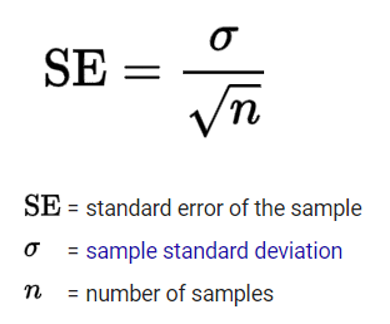 SE = σ / √n
SE = standard error of the sample
σ = sample standard deviation
n = number of samples